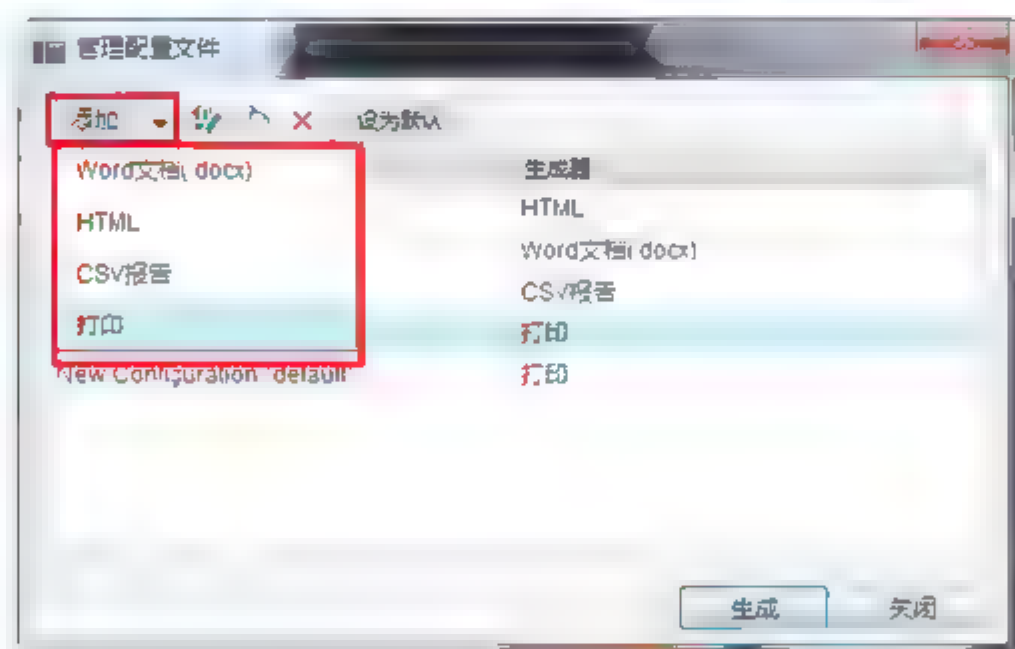 管理配置文件
添加 设为默认
Word文档(.docx) 生成器
HTML HTML
Word文档(.docx)
CSV报告 CSV报告
打印 打印
New Configuration default 打印
生成 关闭